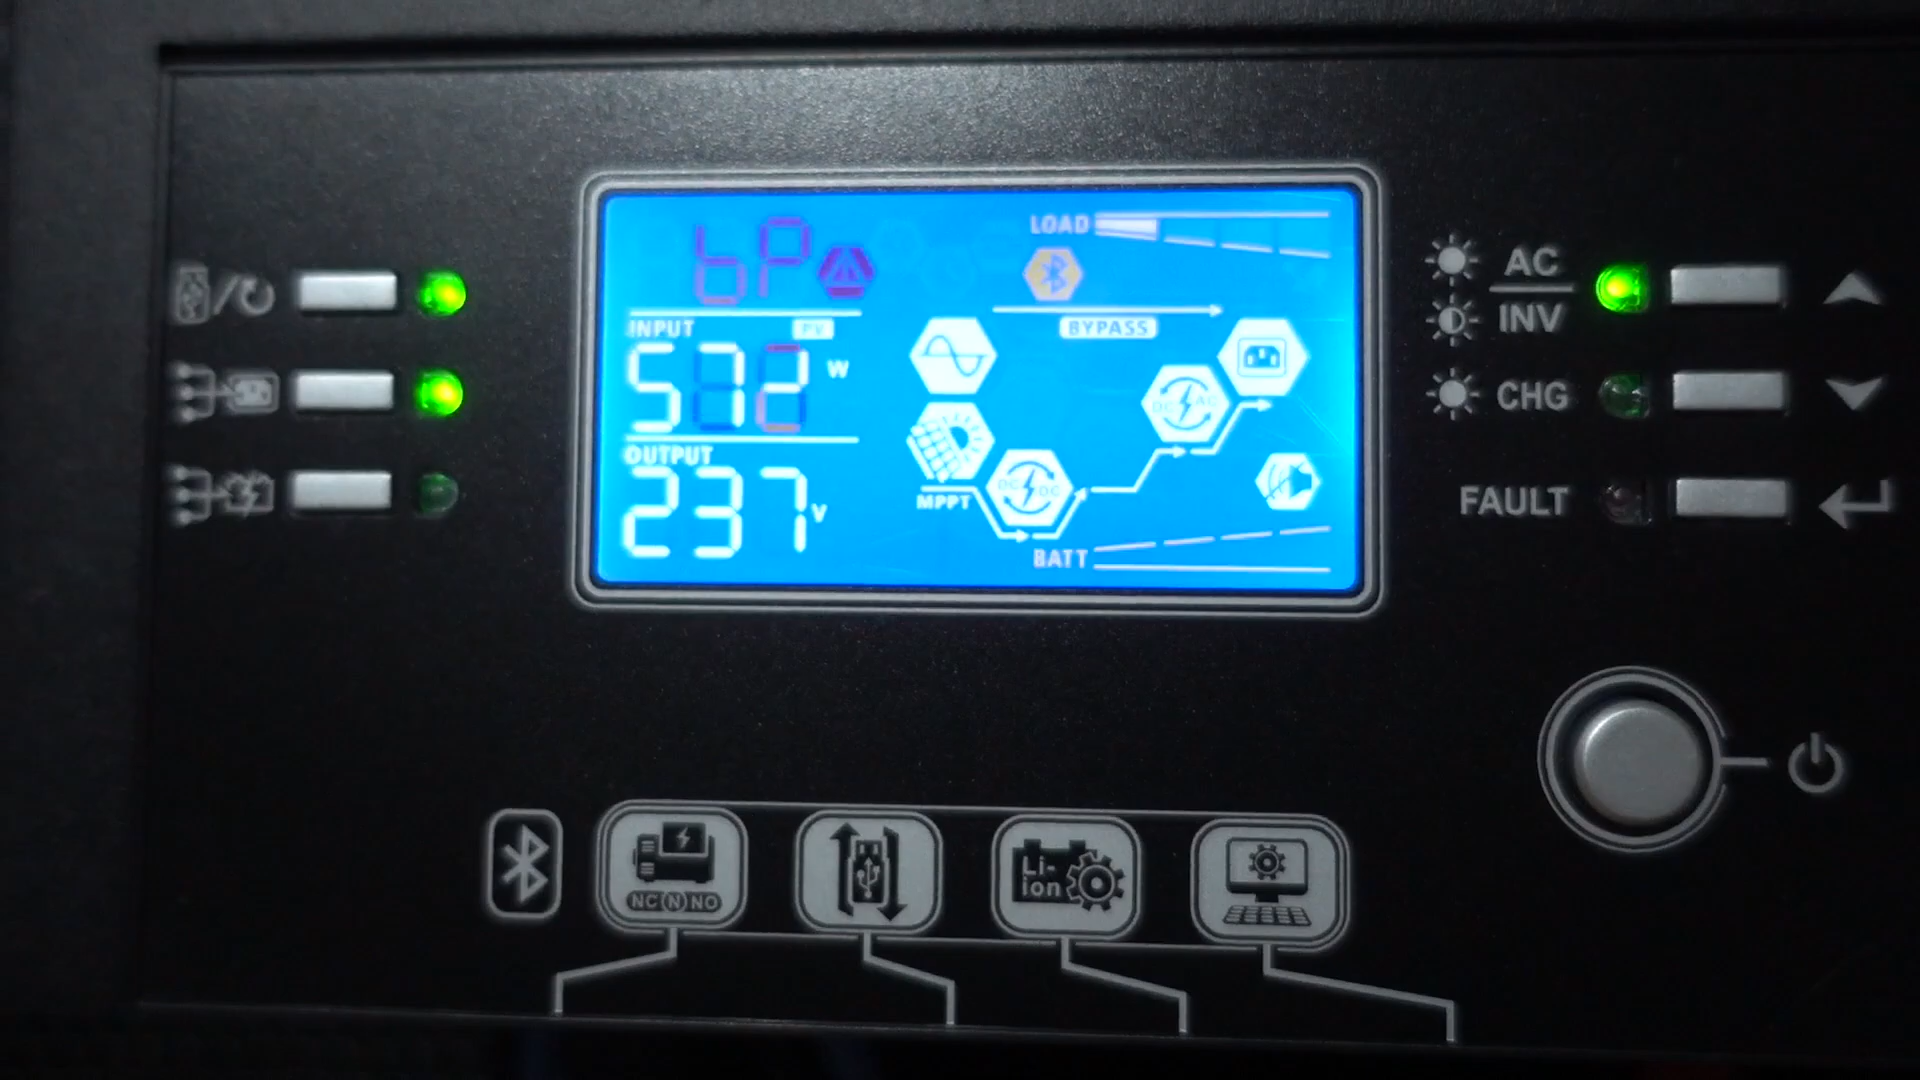 bP
LOAD
INPUT PV
572 W
BYPASS
OUTPUT
237 V
DC AC
DC DC
MPPT
BATT
AC
INV
CHG
FAULT
NC N NO
Li-
ion